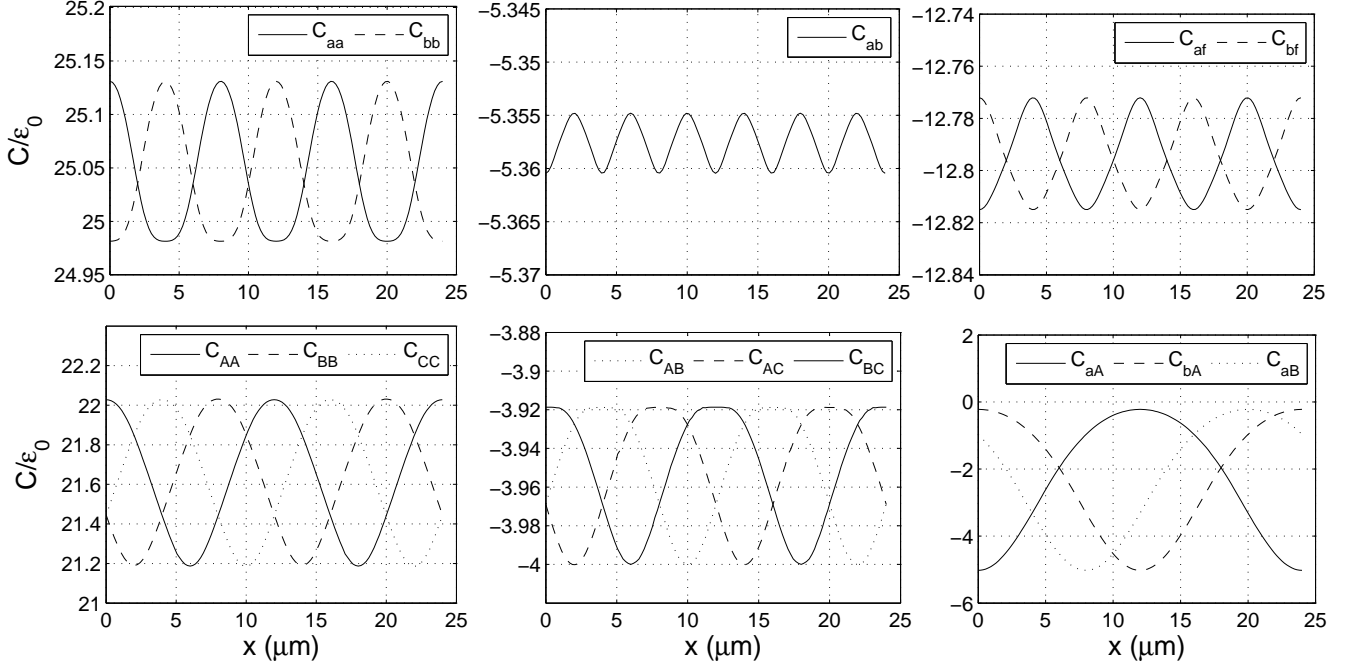 C_aa C_bb
25.2
25.15
25.1
25.05
25
24.95
C/ε_0
0 5 10 15 20 25
C_ab
−5.345
−5.35
−5.355
−5.36
−5.365
−5.37
0 5 10 15 20 25
C_af C_bf
−12.74
−12.76
−12.78
−12.8
−12.82
−12.84
0 5 10 15 20 25
C_AA C_BB C_CC
22.2
22
21.8
21.6
21.4
21.2
21
C/ε_0
0 5 10 15 20 25
x (μm)
C_AB C_AC C_BC
−3.88
−3.9
−3.92
−3.94
−3.96
−3.98
−4
0 5 10 15 20 25
x (μm)
C_aA C_bA C_aB
2
0
−2
−4
−6
0 5 10 15 20 25
x (μm)